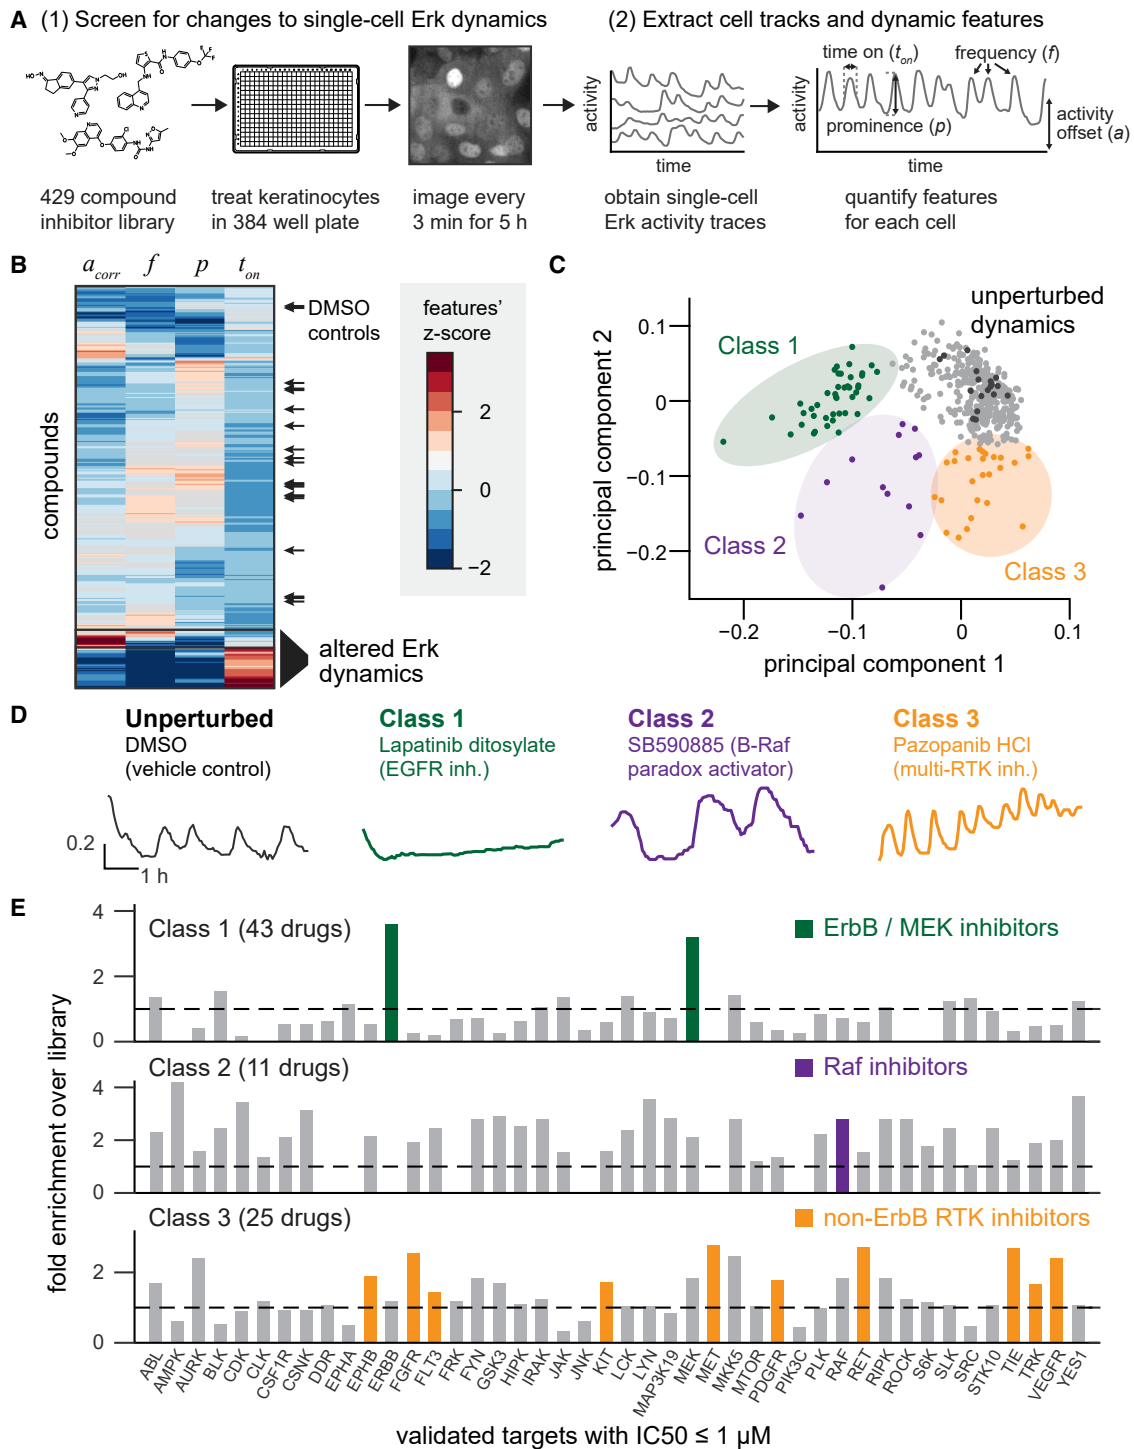 A (1) Screen for changes to single-cell Erk dynamics
(2) Extract cell tracks and dynamic features
HO
N
OH
S
O
F
Cl
429 compound
inhibitor library
treat keratinocytes
in 384 well plate
image every
3 min for 5 h
activity
time
obtain single-cell
Erk activity traces
time on (t_on)
frequency (f)
prominence (p)
activity
offset (a)
activity
time
quantify features
for each cell
B
a_corr f p t_on
compounds
DMSO
controls
altered Erk
dynamics
features'
z-score
2
0
−2
C
unperturbed
dynamics
Class 1
Class 2
Class 3
principal component 2
0.1
0
−0.1
−0.2
−0.2 −0.1 0 0.1
principal component 1
D
Unperturbed
DMSO
(vehicle control)
0.2
1 h
Class 1
Lapatinib ditosylate
(EGFR inh.)
Class 2
SB590885 (B-Raf
paradox activator)
Class 3
Pazopanib HCl
(multi-RTK inh.)
E
fold enrichment over library
Class 1 (43 drugs)
ErbB / MEK inhibitors
4
2
0
Class 2 (11 drugs)
Raf inhibitors
4
2
0
Class 3 (25 drugs)
non-ErbB RTK inhibitors
2
0
ABL
AMPK
AURK
BLK
CDK
CLK
CSF1R
CSNK
DDR
EPHA
EPHB
ERBB
FGFR
FLT3
FRK
FYN
GSK3
HIPK
IRAK
JAK
JNK
KIT
LCK
LYN
MAP3K19
MEK
MET
MKK5
MTOR
PDGFR
PIK3C
PLK
RAF
RET
RIPK
ROCK
S6K
SLK
SRC
STK10
TIE
TRK
VEGFR
YES1
validated targets with IC50 ≤ 1 μM